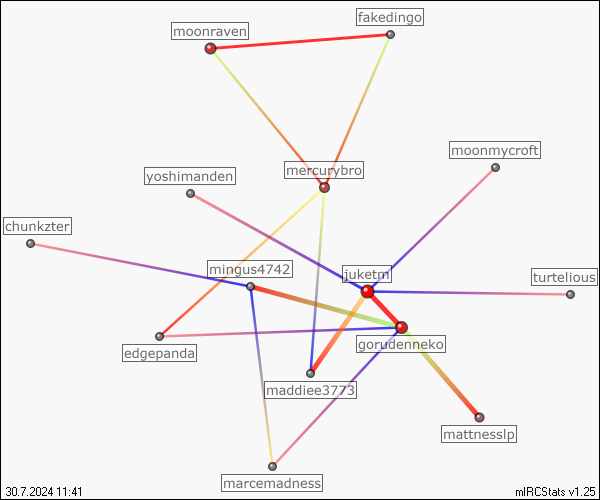 fakedingo
moonraven
moonmycroft
mercurybro
yoshimanden
chunkzter
mingus4742
juketm
turtelious
gorudenneko
edgepanda
maddiee3773
mattnesslp
marcemadness
30.7.2024 11:41
mIRCStats v1.25